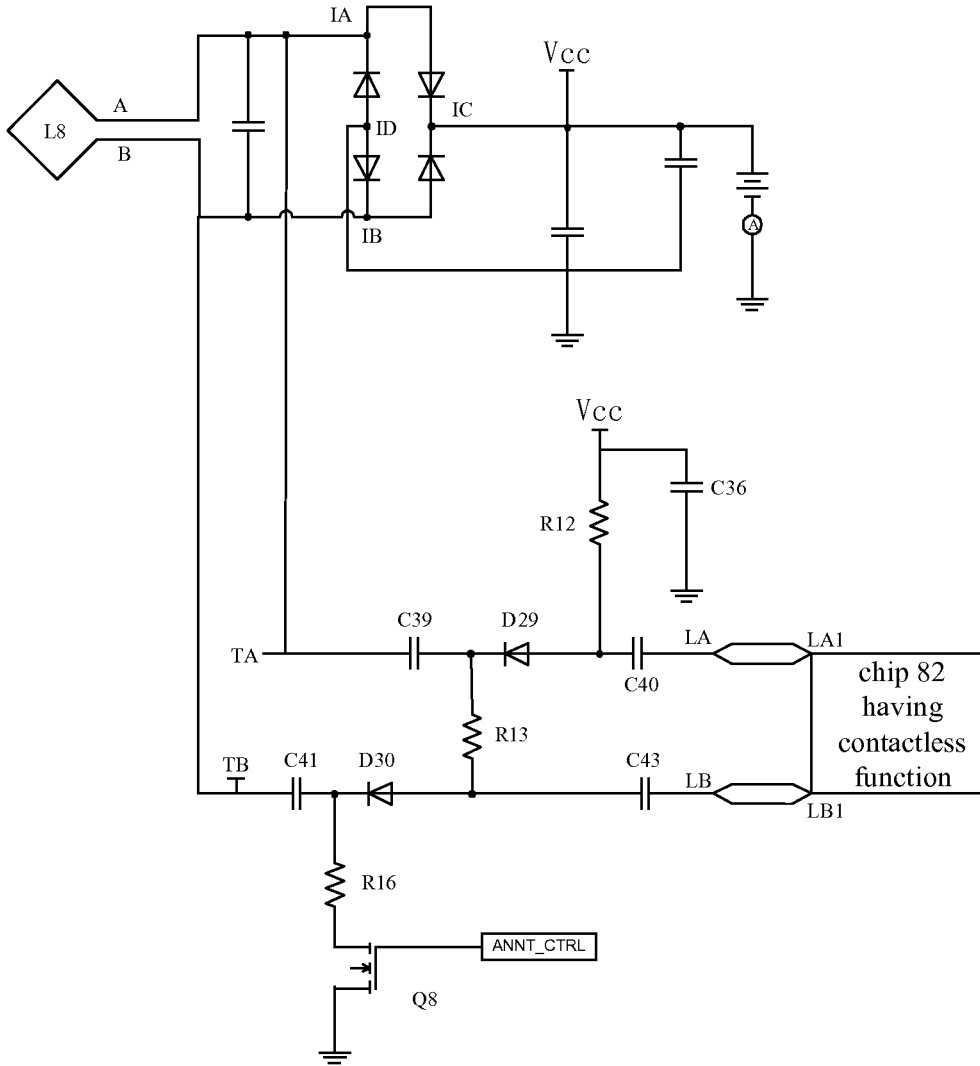 IA
Vcc
A
L8
ID
IC
B
IB
A
Vcc
C36
R12
C39
D29
LA
LA1
TA
C40
chip 82
having
contactless
function
R13
TB
C41
D30
C43
LB
LB1
R16
ANNT_CTRL
Q8